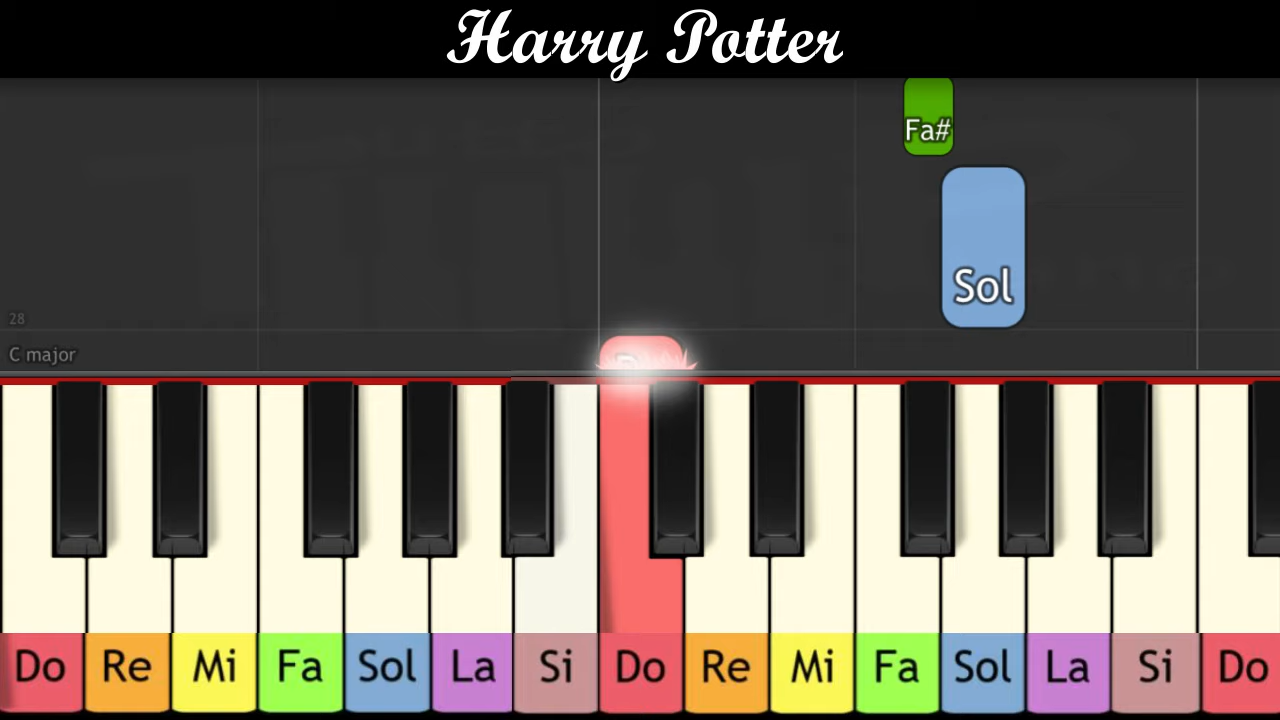 Harry Potter
Fa#
Sol
28
C major
Do Re Mi Fa Sol La Si Do Re Mi Fa Sol La Si Do